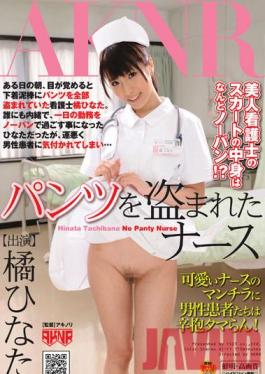 AKNR
ある日の朝、目が覚めると
下着泥棒にパンツを全部
盗まれていた看護士橘ひなた。
誰にも内緒で、一日の勤務を
ノーパンで過ごす事になった
ひなただったが、運悪く
男性患者に気付かれてしまい…
美人看護士の
スカートの中身は
なんとノーパン!?
パンツを盗まれた
Hinata Tachibana No Panty Nurse
ナース
【出演】
橘ひなた
可愛いナースの
マンチラに
男性患者たちは
辛抱タマらん!
【監督】アキノリ
AKNR